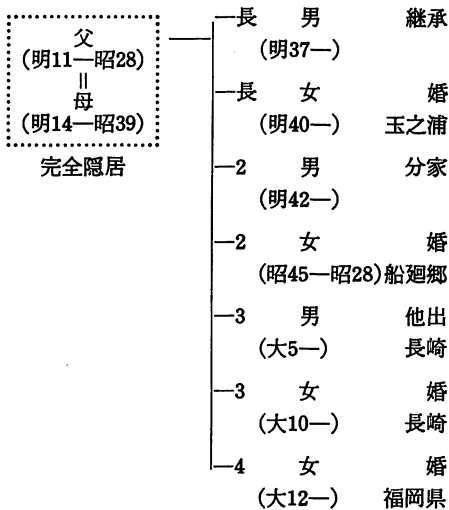 父
(明11—昭28)
‖
母
(明14—昭39)
完全隠居
長 男 継承
(明37—)
長 女 婚
(明40—) 玉之浦
2 男 分家
(明42—)
2 女 婚
(昭45—昭28)船廻郷
3 男 他出
(大5—) 長崎
3 女 婚
(大10—) 長崎
4 女 婚
(大12—) 福岡県